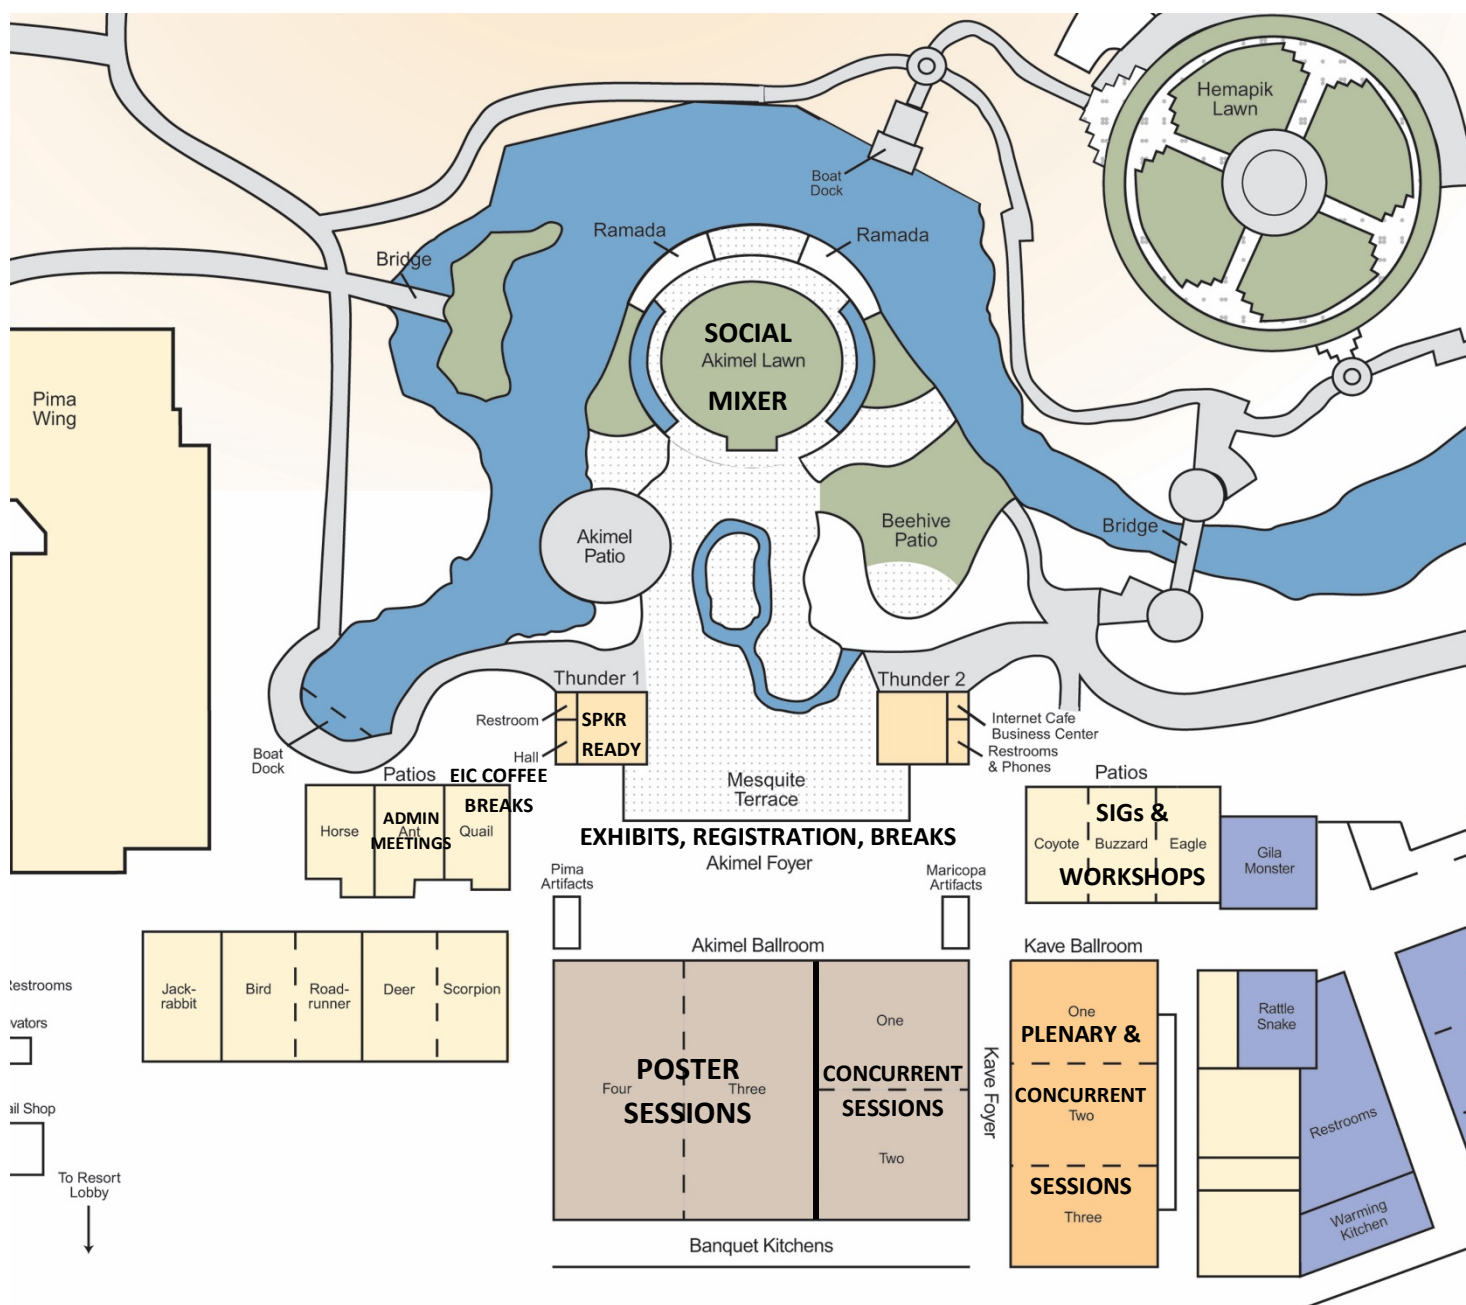 Hemapik
Lawn
Boat
Dock
Ramada
Ramada
Bridge
SOCIAL
Akimel Lawn
MIXER
Pima
Wing
Akimel
Patio
Beehive
Patio
Bridge
Thunder 1
Thunder 2
Restroom
SPKR
Hall
READY
Internet Cafe
Business Center
Restrooms
& Phones
Boat
Dock
Patios
EIC COFFEE
BREAKS
Mesquite
Terrace
Patios
Horse
ADMIN
Ant
MEETINGS
Quail
EXHIBITS, REGISTRATION, BREAKS
Akimel Foyer
SIGs &
Coyote
Buzzard
Eagle
WORKSHOPS
Gila
Monster
Pima
Artifacts
Maricopa
Artifacts
Akimel Ballroom
Kave Ballroom
Jack-
rabbit
Bird
Road-
runner
Deer
Scorpion
estrooms
vators
ail Shop
To Resort
Lobby
POSTER
Four
Three
SESSIONS
One
CONCURRENT
SESSIONS
Two
Kave Foyer
One
PLENARY &
CONCURRENT
Two
SESSIONS
Three
Rattle
Snake
Restrooms
Warming
Kitchen
Banquet Kitchens